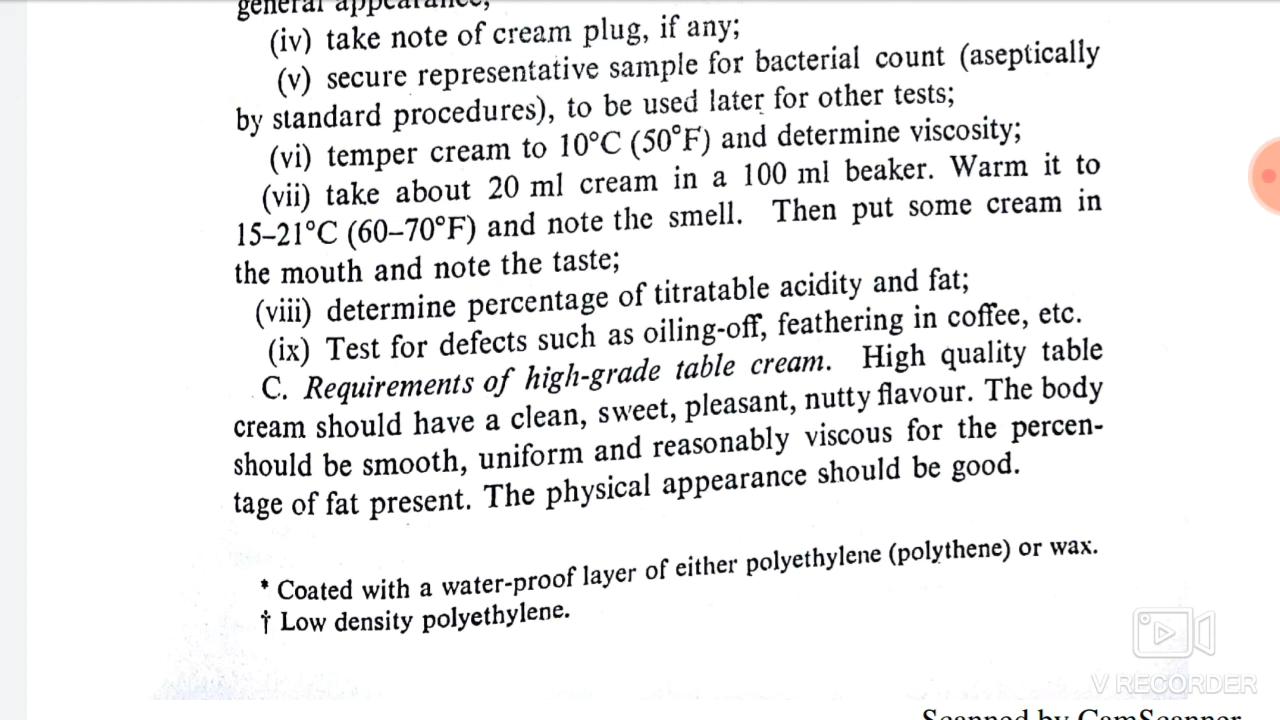 general appearance;
(iv) take note of cream plug, if any;
(v) secure representative sample for bacterial count (aseptically
by standard procedures), to be used later for other tests;
(vi) temper cream to 10°C (50°F) and determine viscosity;
(vii) take about 20 ml cream in a 100 ml beaker. Warm it to
15–21°C (60–70°F) and note the smell. Then put some cream in
the mouth and note the taste;
(viii) determine percentage of titratable acidity and fat;
(ix) Test for defects such as oiling-off, feathering in coffee, etc.
C. Requirements of high-grade table cream. High quality table
cream should have a clean, sweet, pleasant, nutty flavour. The body
should be smooth, uniform and reasonably viscous for the percen-
tage of fat present. The physical appearance should be good.
* Coated with a water-proof layer of either polyethylene (polythene) or wax.
† Low density polyethylene.
V RECORDER
Scanned by CamScanner